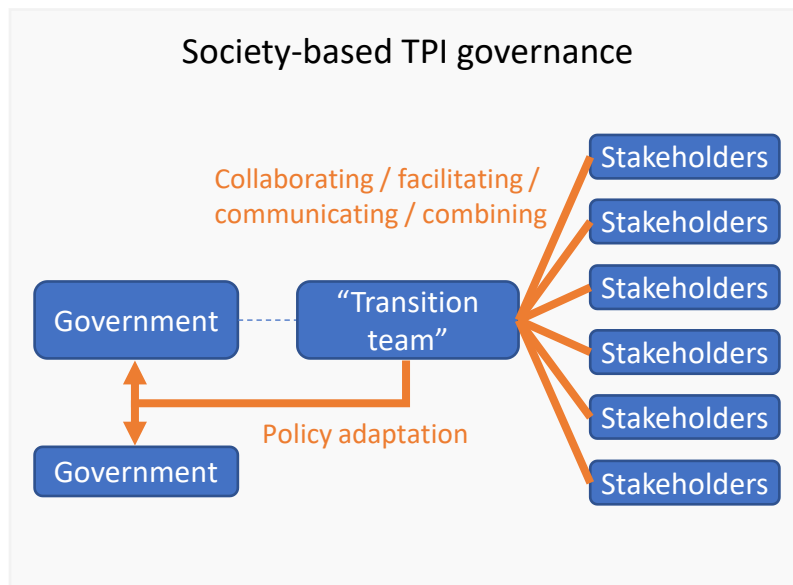 Society-based TPI governance
Collaborating / facilitating /
communicating / combining
Government
“Transition
team”
Policy adaptation
Government
Stakeholders
Stakeholders
Stakeholders
Stakeholders
Stakeholders
Stakeholders